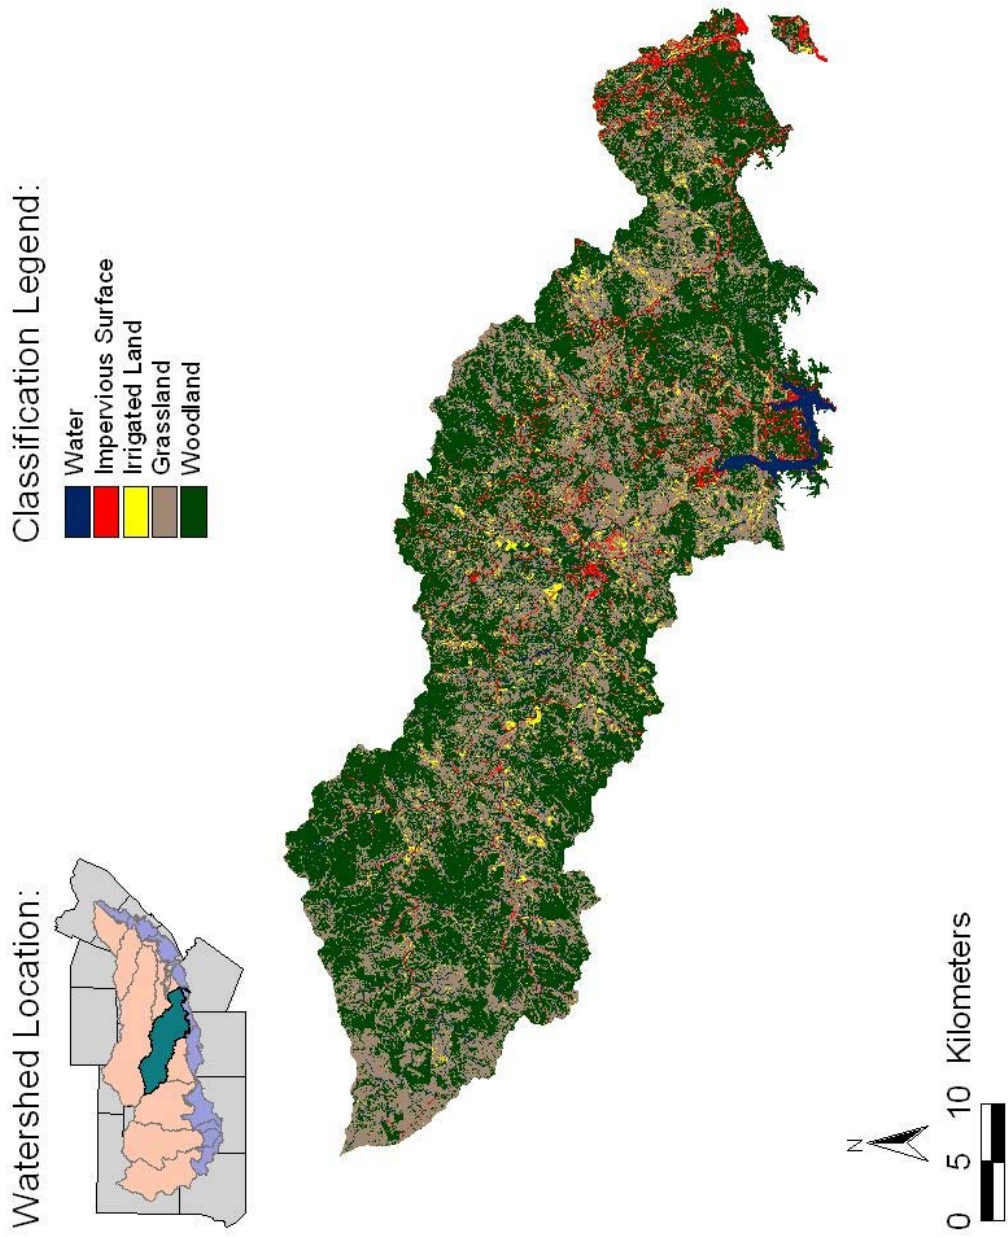 Watershed Location:
Classification Legend:
Water
Impervious Surface
Irrigated Land
Grassland
Woodland
N
0 5 10 Kilometers